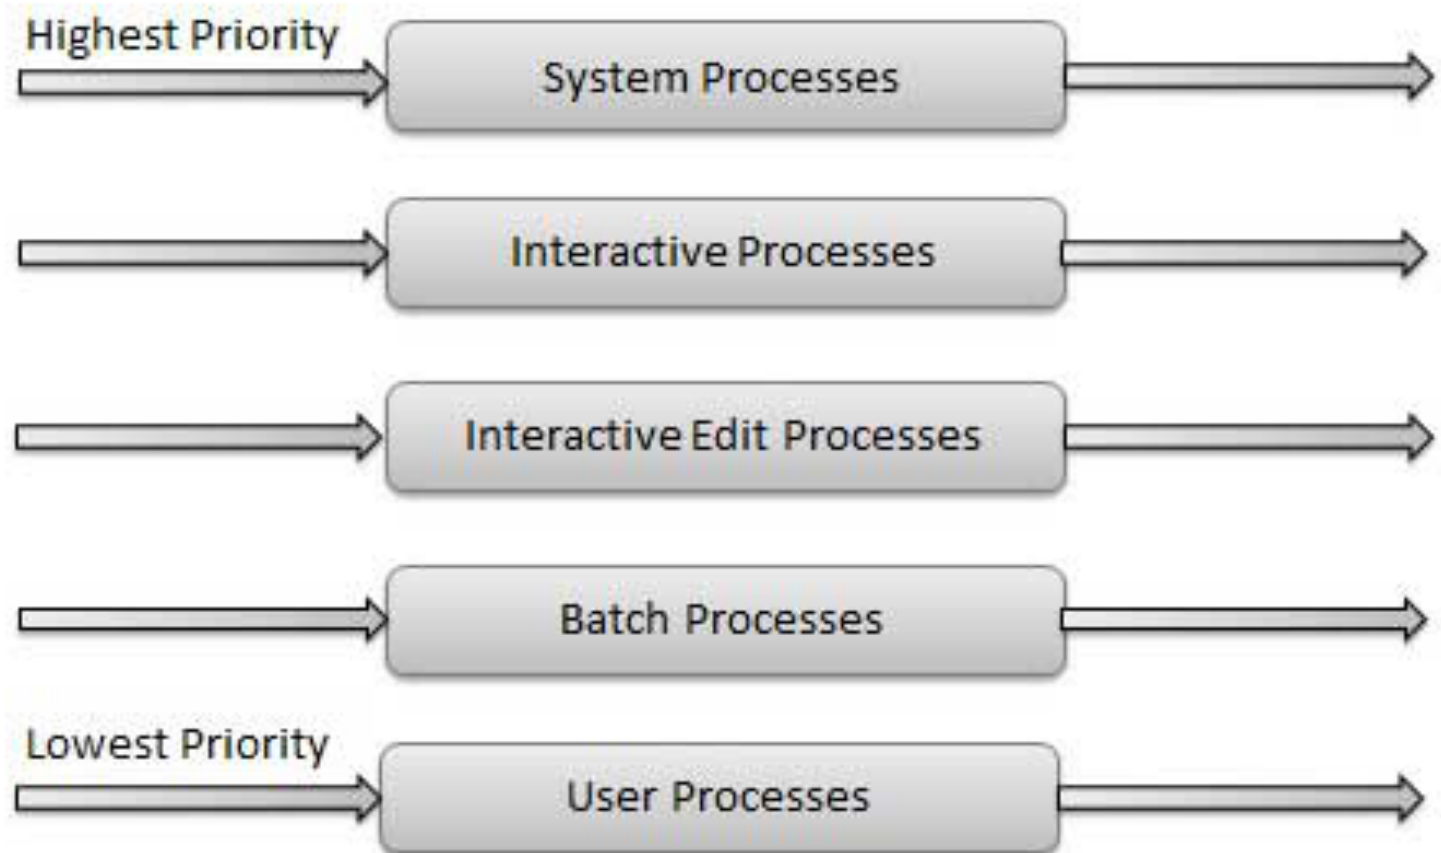 Highest Priority
System Processes
Interactive Processes
Interactive Edit Processes
Batch Processes
Lowest Priority
User Processes